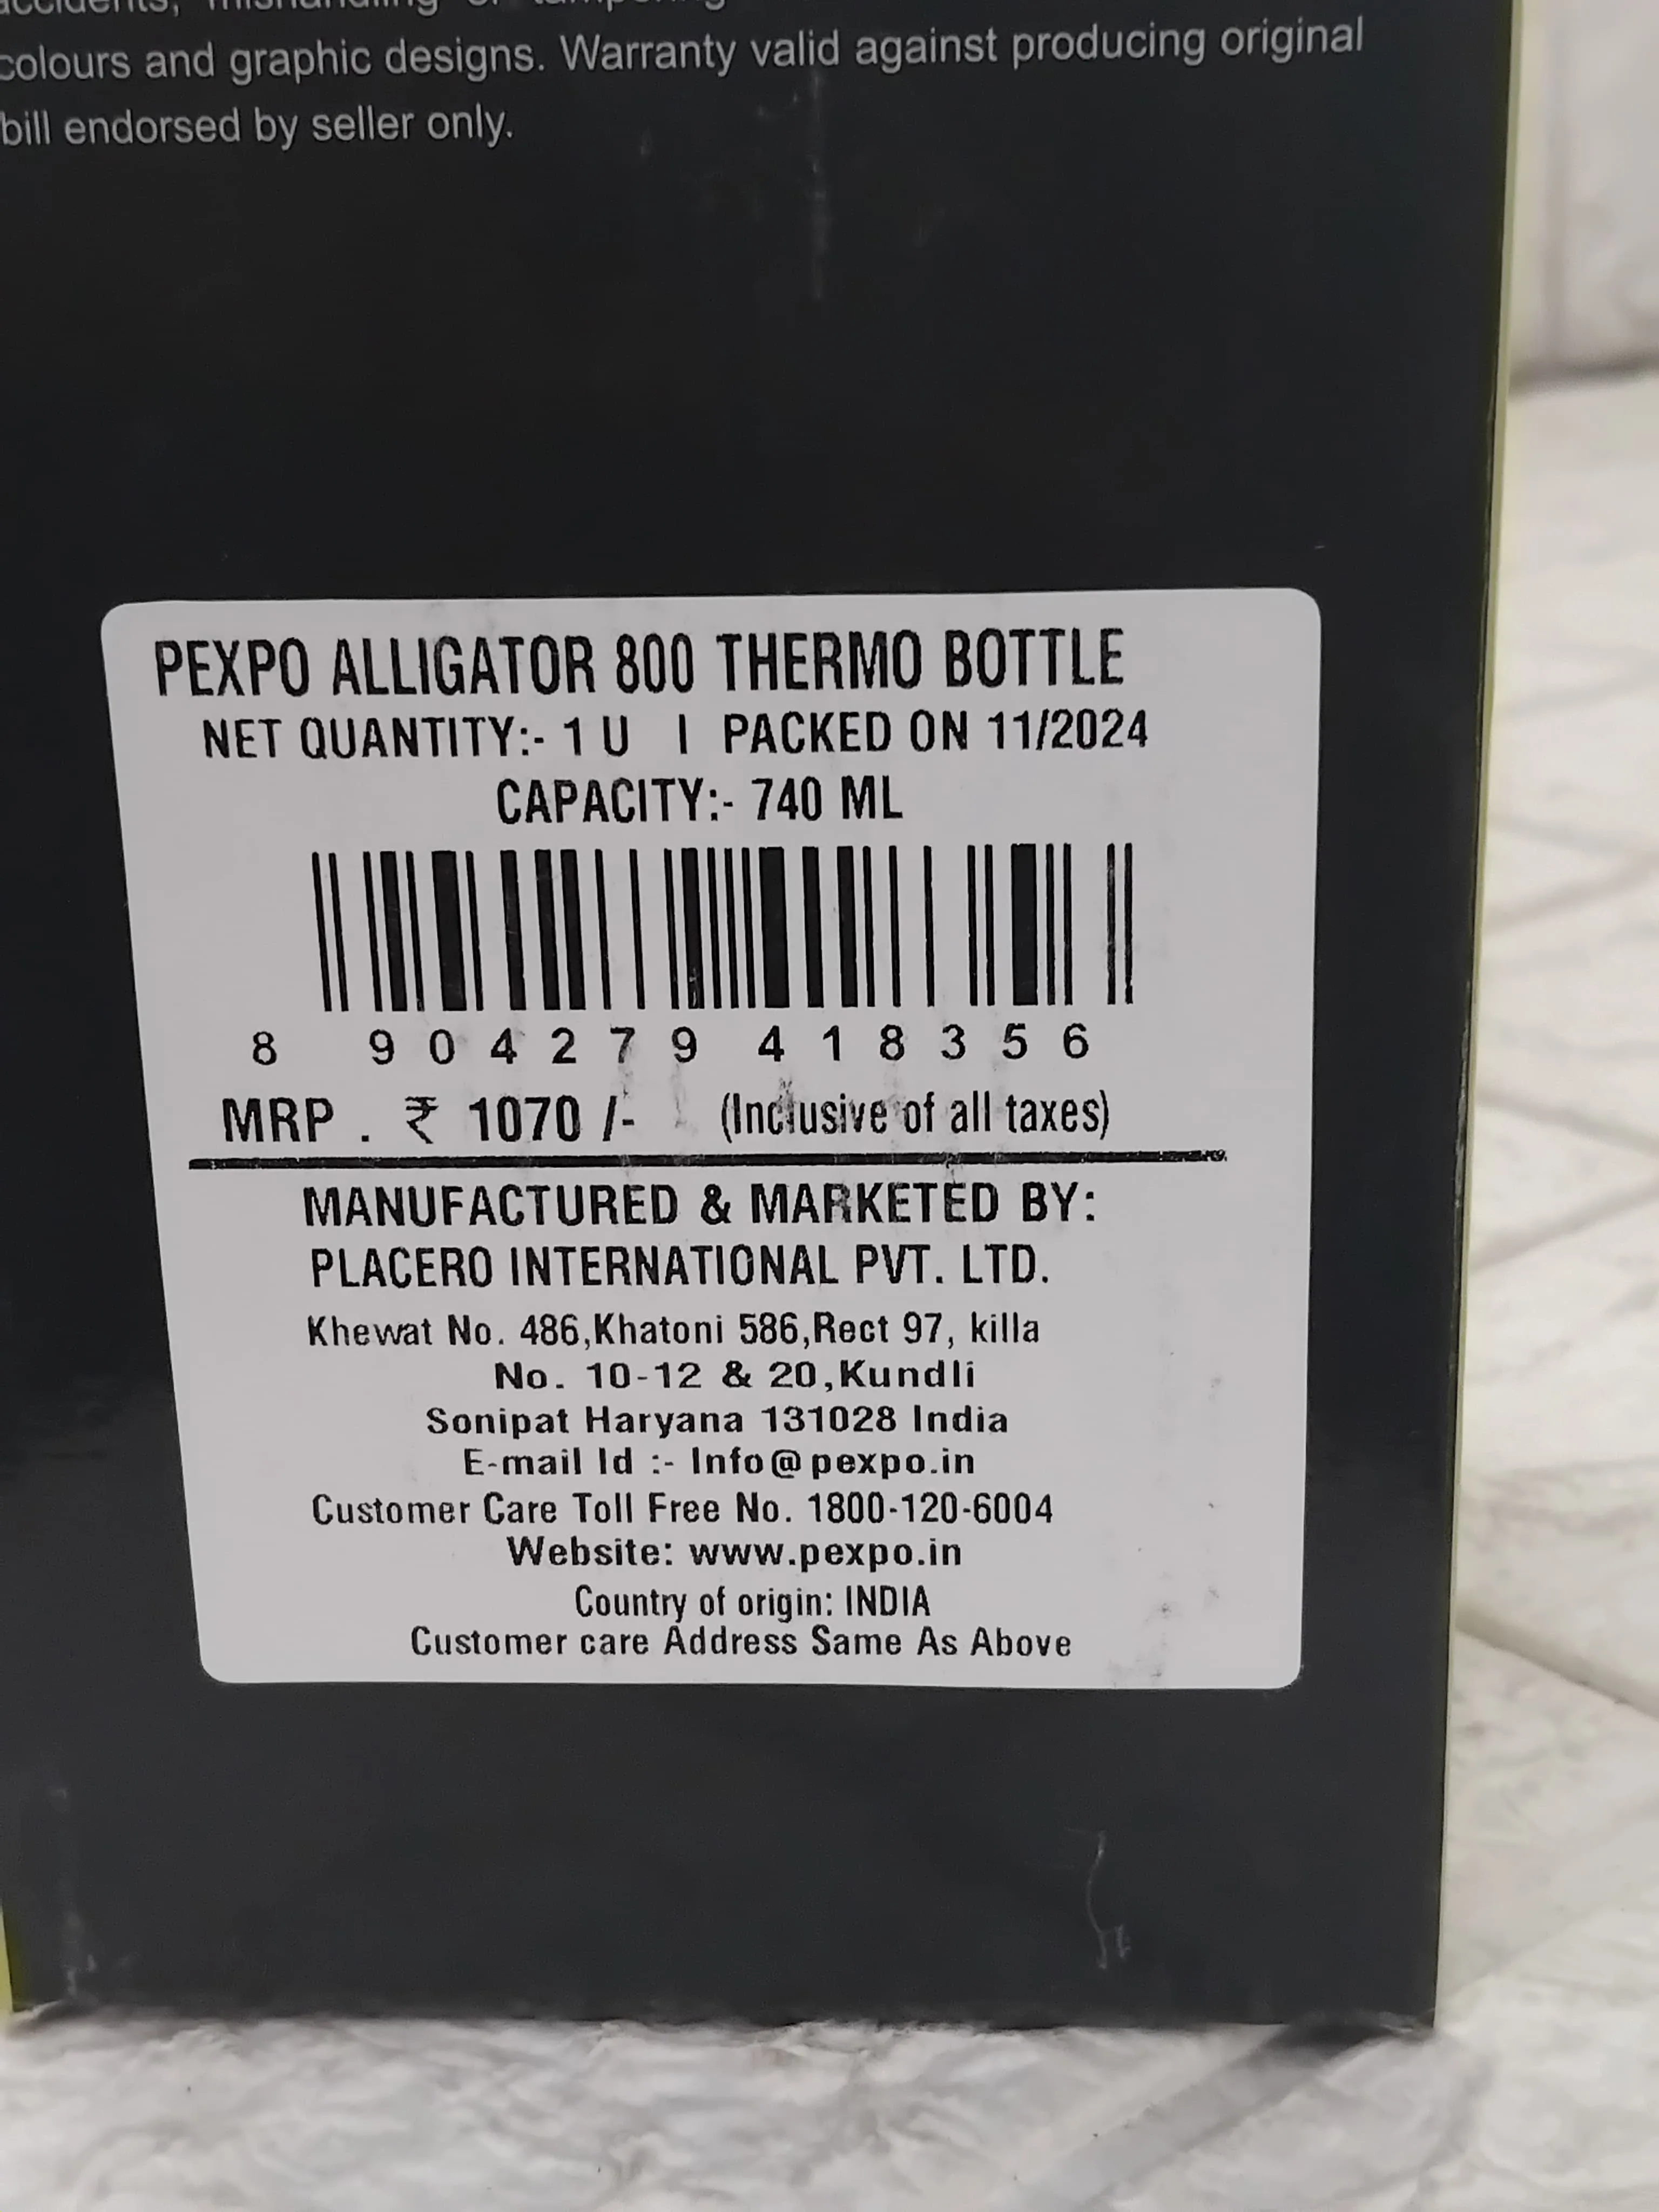 accidents, mishandling or tampering
colours and graphic designs. Warranty valid against producing original
bill endorsed by seller only.
PEXPO ALLIGATOR 800 THERMO BOTTLE
NET QUANTITY:- 1 U | PACKED ON 11/2024
CAPACITY:- 740 ML
8 904279 418356
MRP . ₹ 1070 /- (Inclusive of all taxes)
MANUFACTURED & MARKETED BY:
PLACERO INTERNATIONAL PVT. LTD.
Khewat No. 486,Khatoni 586,Rect 97, killa
No. 10-12 & 20,Kundli
Sonipat Haryana 131028 India
E-mail Id :- Info@pexpo.in
Customer Care Toll Free No. 1800-120-6004
Website: www.pexpo.in
Country of origin: INDIA
Customer care Address Same As Above